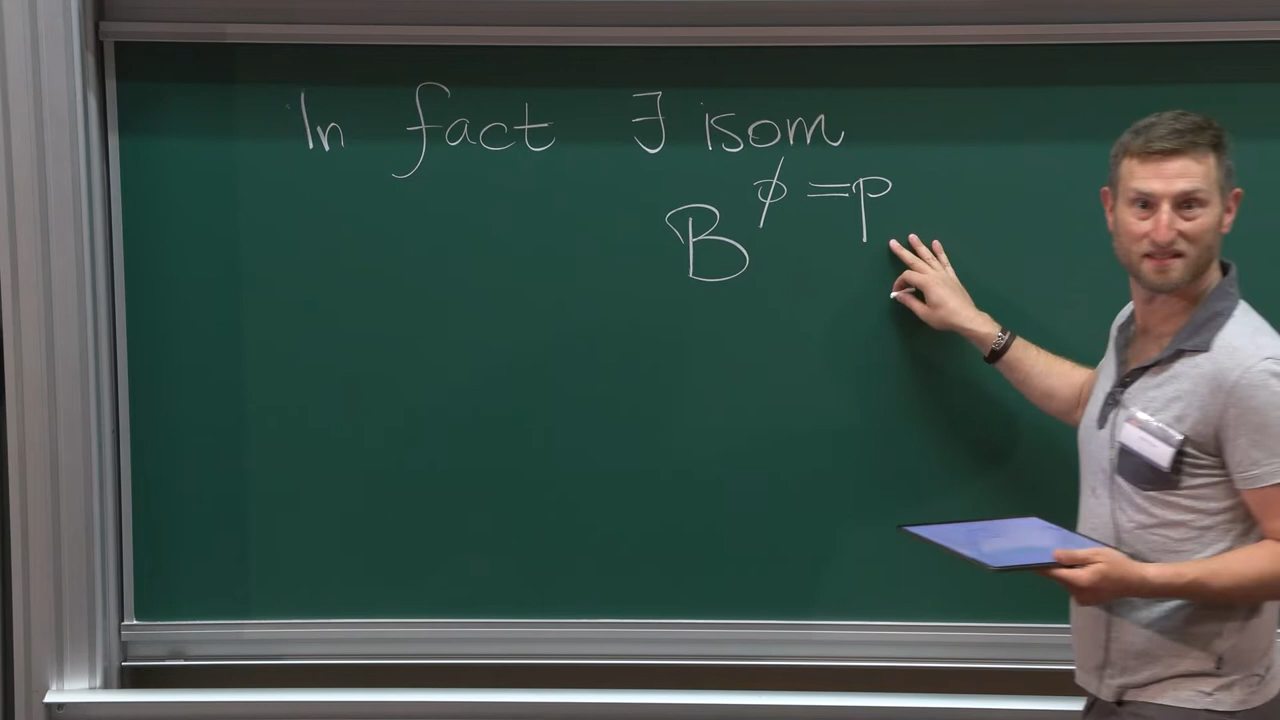 In fact ∃ isom
B^{φ=p}